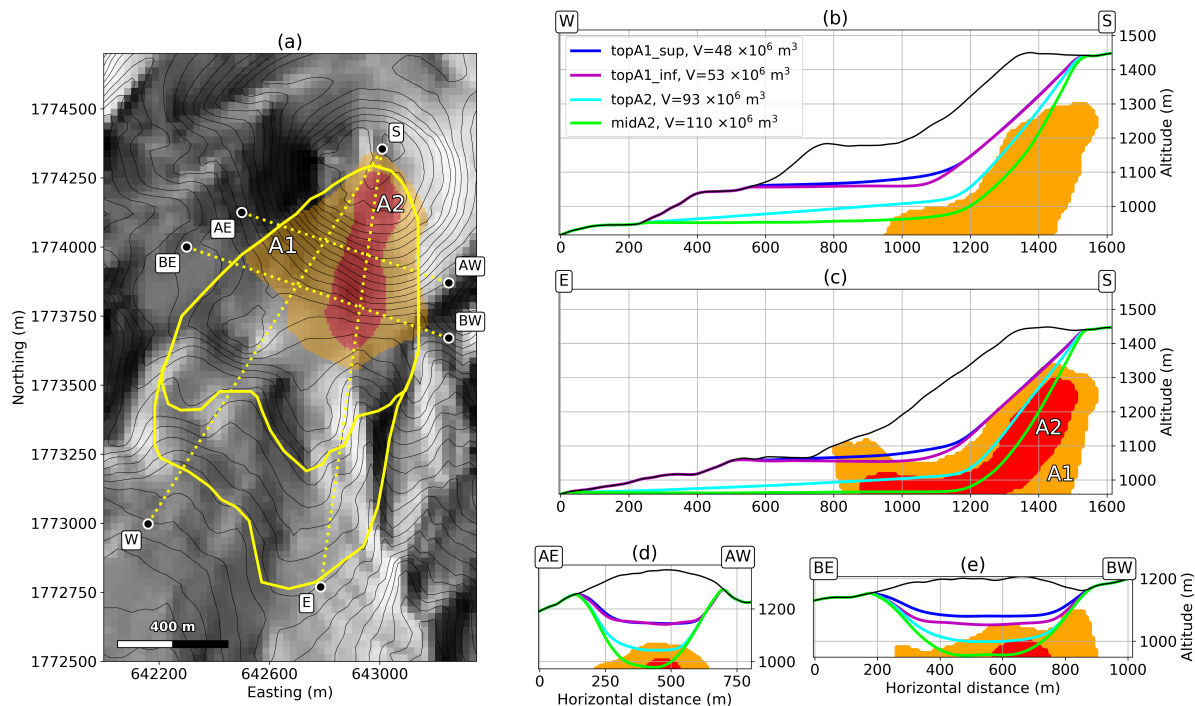 (a)
1774500
1774250
1774000
1773750
1773500
1773250
1773000
1772750
1772500
Northing (m)
S
A2
AE
A1
BE
AW
BW
W
E
400 m
642200
642600
643000
Easting (m)
W
(b)
S
topA1_sup, V=48 ×10⁶ m³
topA1_inf, V=53 ×10⁶ m³
topA2, V=93 ×10⁶ m³
midA2, V=110 ×10⁶ m³
1500
1400
1300
1200
1100
1000
Altitude (m)
0
200
400
600
800
1000
1200
1400
1600
E
(c)
S
A2
A1
1500
1400
1300
1200
1100
1000
Altitude (m)
0
200
400
600
800
1000
1200
1400
1600
AE
(d)
AW
1200
1000
0
250
500
750
Horizontal distance (m)
BE
(e)
BW
1200
1000
Altitude (m)
0
200
400
600
800
1000
Horizontal distance (m)